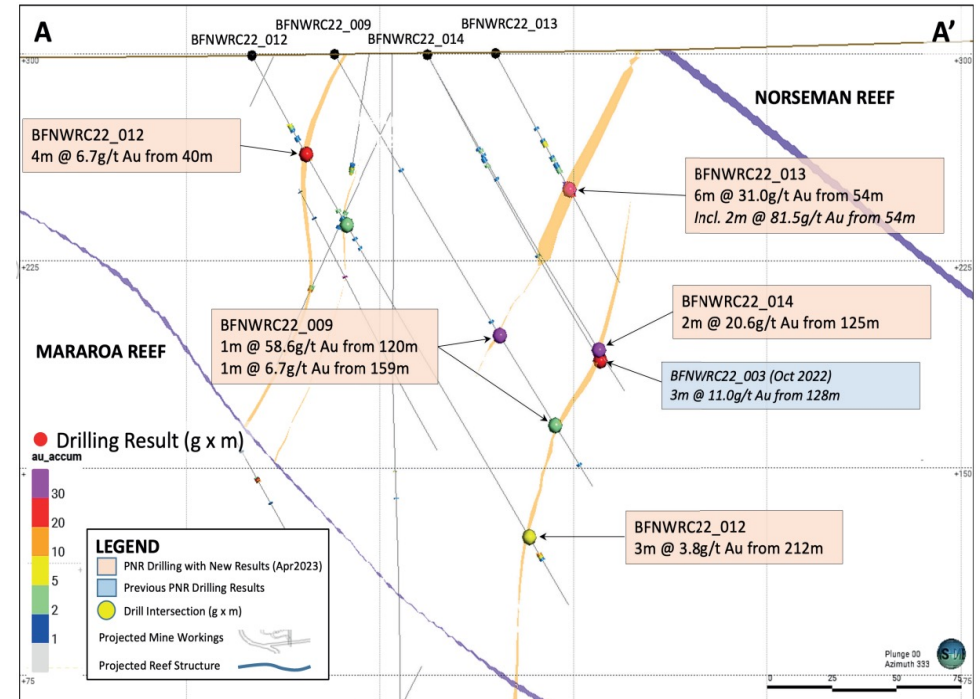 A
A'
BFNWRC22_012
BFNWRC22_009
BFNWRC22_014
BFNWRC22_013
+300
+300
NORSEMAN REEF
BFNWRC22_012
4m @ 6.7g/t Au from 40m
BFNWRC22_013
6m @ 31.0g/t Au from 54m
Incl. 2m @ 81.5g/t Au from 54m
+225
+225
BFNWRC22_014
2m @ 20.6g/t Au from 125m
BFNWRC22_009
1m @ 58.6g/t Au from 120m
1m @ 6.7g/t Au from 159m
MARAROA REEF
BFNWRC22_003 (Oct 2022)
3m @ 11.0g/t Au from 128m
Drilling Result (g x m)
au_accum
30
20
10
5
2
1
+150
BFNWRC22_012
3m @ 3.8g/t Au from 212m
LEGEND
PNR Drilling with New Results (Apr2023)
Previous PNR Drilling Results
Drill Intersection (g x m)
Projected Mine Workings
Projected Reef Structure
Plunge 00
Azimuth 333
+75
+75
0
25
50
75